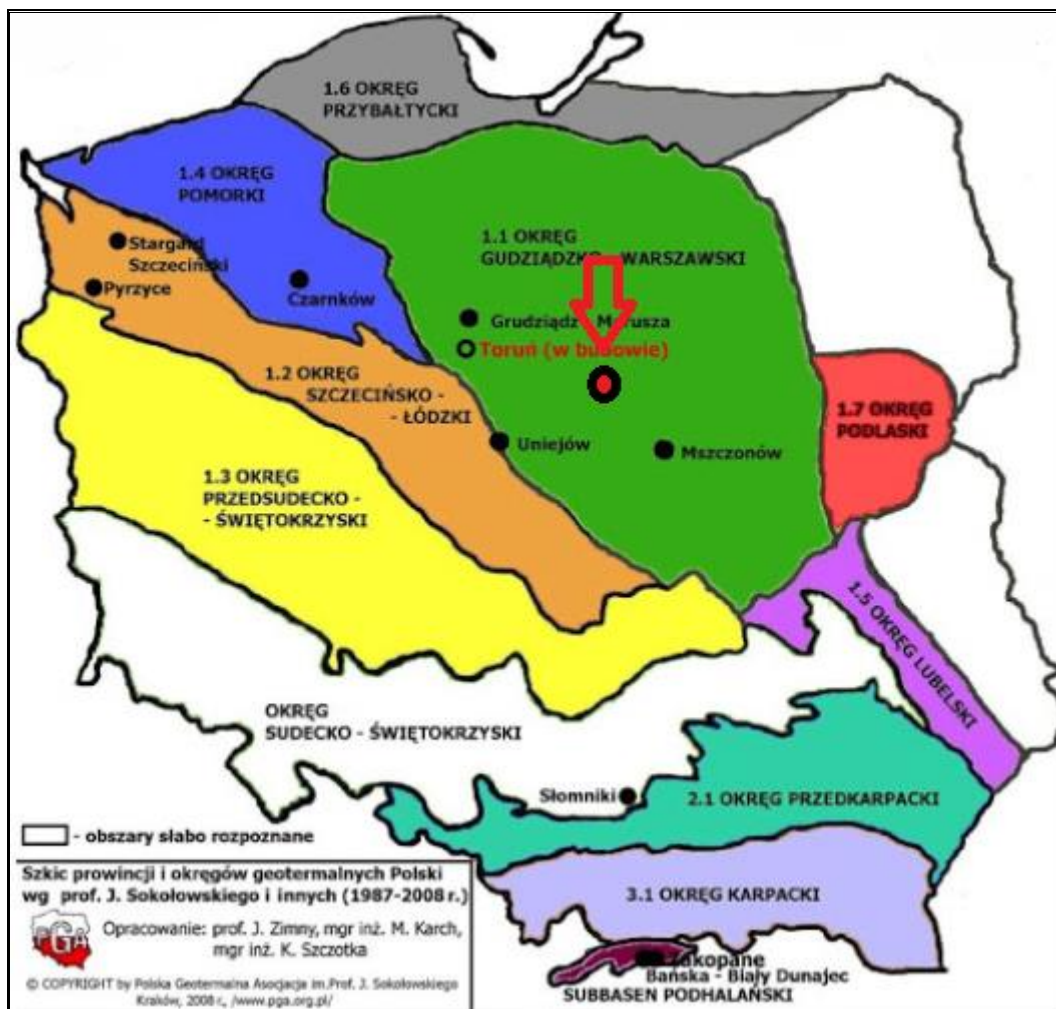 1.6 OKRĘG
PRZYBAŁTYCKI
1.4 OKRĘG
POMORKI
1.1 OKRĘG
GUDZIĄDZKO - WARSZAWSKI
Stargard
Szczeciński
Pyrzyce
Czarnków
Grudziądz - Marusza
Toruń (w budowie)
1.2 OKRĘG
SZCZECIŃSKO -
- ŁÓDZKI
1.7 OKRĘG
PODLASKI
Uniejów
Mszczonów
1.3 OKRĘG
PRZEDSUDECKO -
- ŚWIĘTOKRZYSKI
1.5 OKRĘG LUBELSKI
OKRĘG
SUDECKO - ŚWIĘTOKRZYSKI
Słomniki
2.1 OKRĘG PRZEDKARPACKI
- obszary słabo rozpoznane
3.1 OKRĘG KARPACKI
Zakopane
Bańska - Biały Dunajec
SUBBASEN PODHALAŃSKI
Szkic prowincji i okręgów geotermalnych Polski
wg prof. J. Sokołowskiego i innych (1987-2008 r.)
PGA
Opracowanie: prof. J. Zimny, mgr inż. M. Karch,
mgr inż. K. Szczotka
© COPYRIGHT by Polska Geotermalna Asocjacja im.Prof. J. Sokołowskiego
Kraków, 2008 r., /www.pga.org.pl/